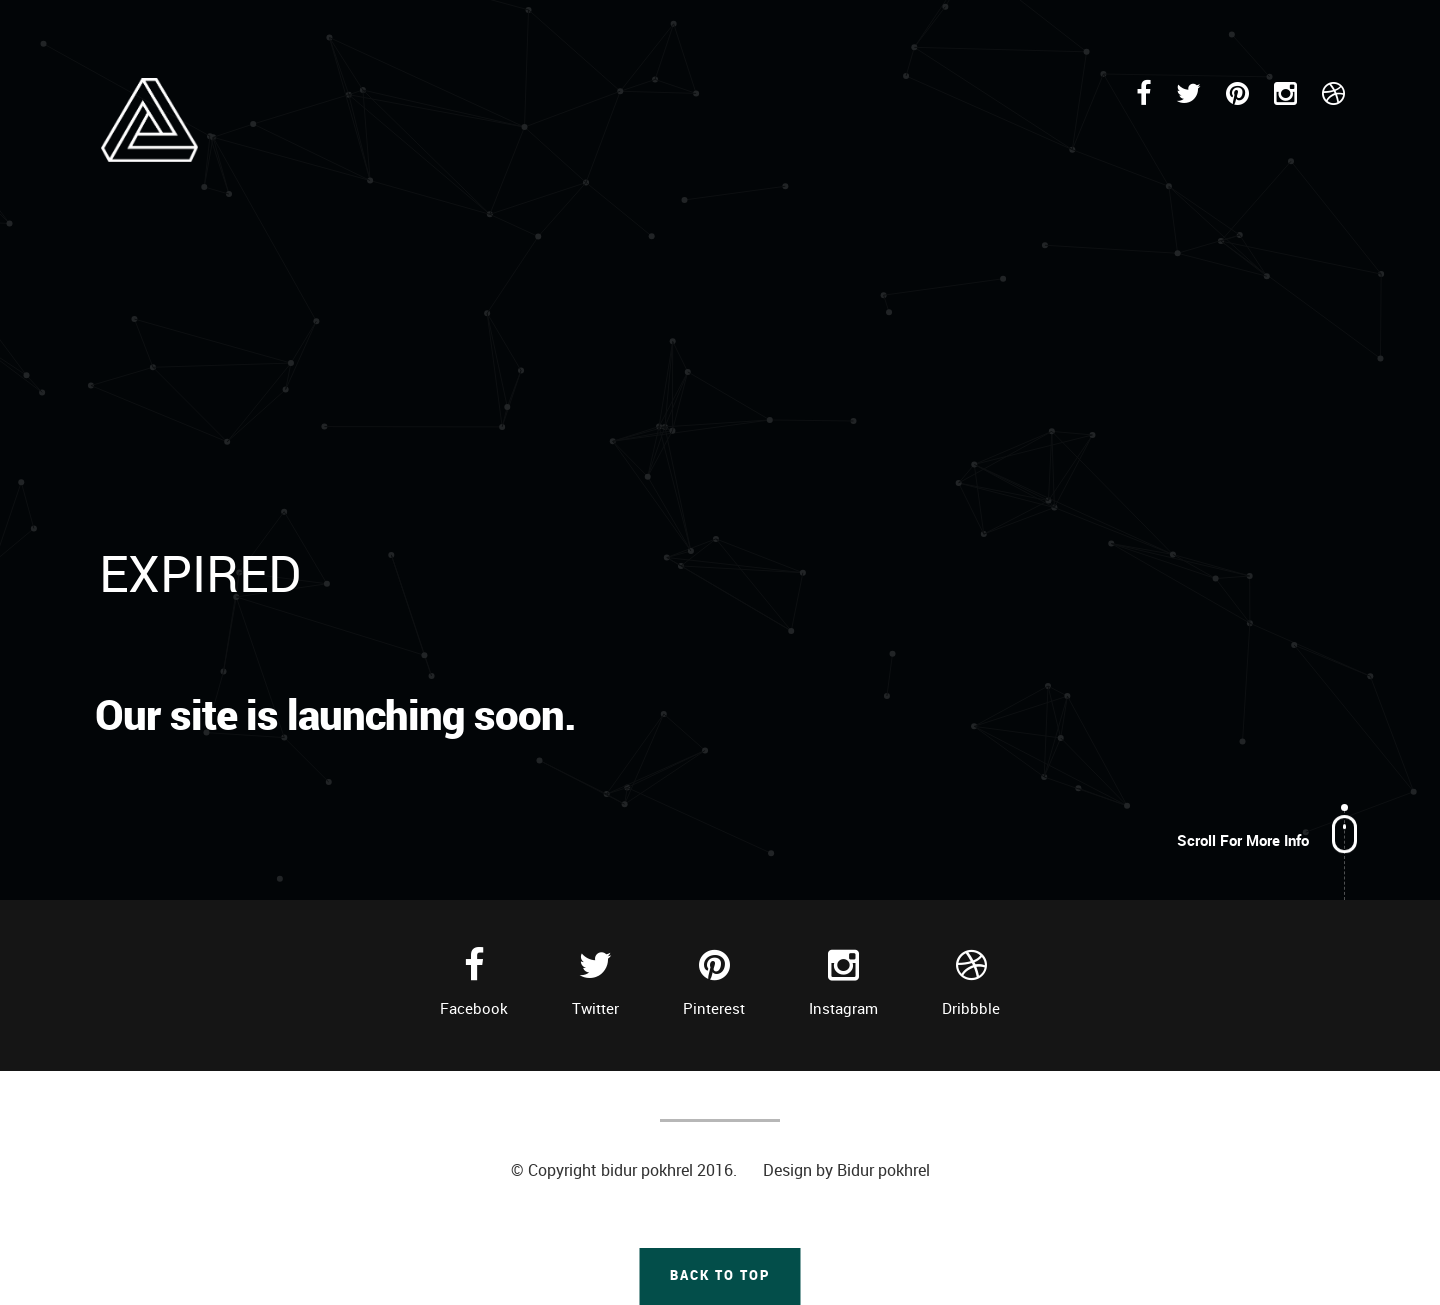 EXPIRED
Our site is launching soon.
Scroll For More Info
Facebook
Twitter
Pinterest
Instagram
Dribbble
© Copyright bidur pokhrel 2016. Design by Bidur pokhrel
BACK TO TOP